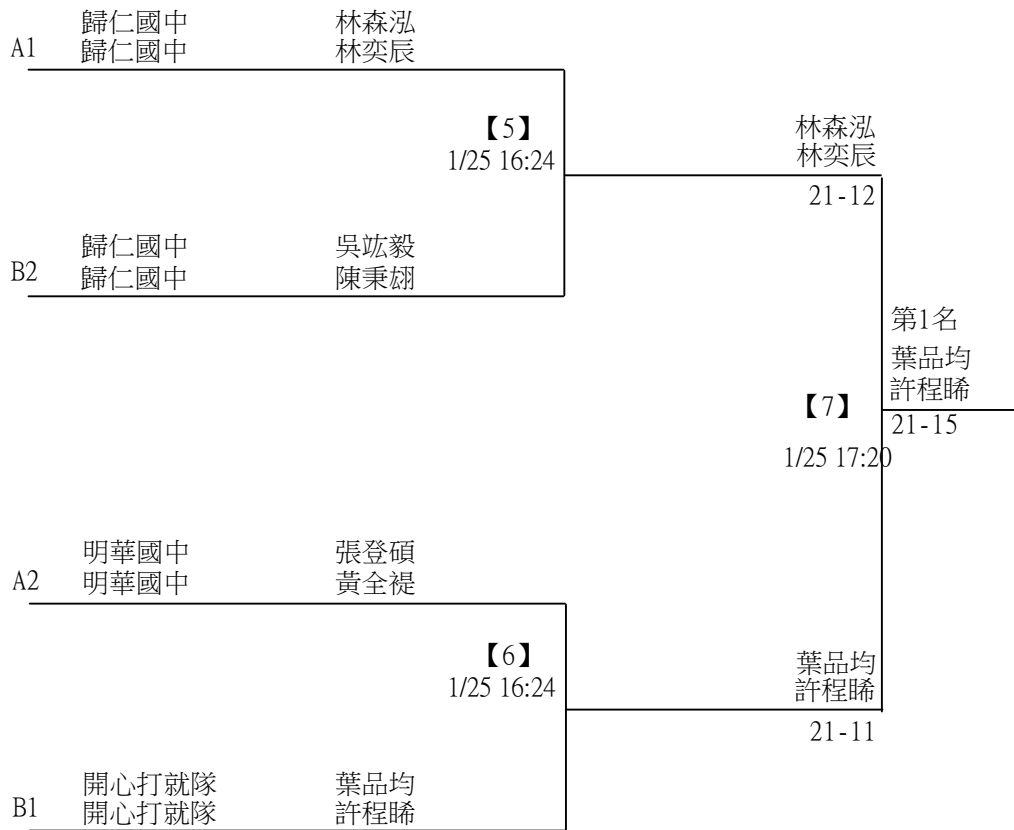 歸仁國中 林森泓
A1 歸仁國中 林奕辰
【5】
1/25 16:24
林森泓
林奕辰
21-12
歸仁國中 吳竑毅
B2 歸仁國中 陳秉翃
第1名
葉品均
許程晞
【7】
21-15
1/25 17:20
明華國中 張登碩
A2 明華國中 黃全褆
【6】
1/25 16:24
葉品均
許程晞
21-11
開心打就隊 葉品均
B1 開心打就隊 許程晞